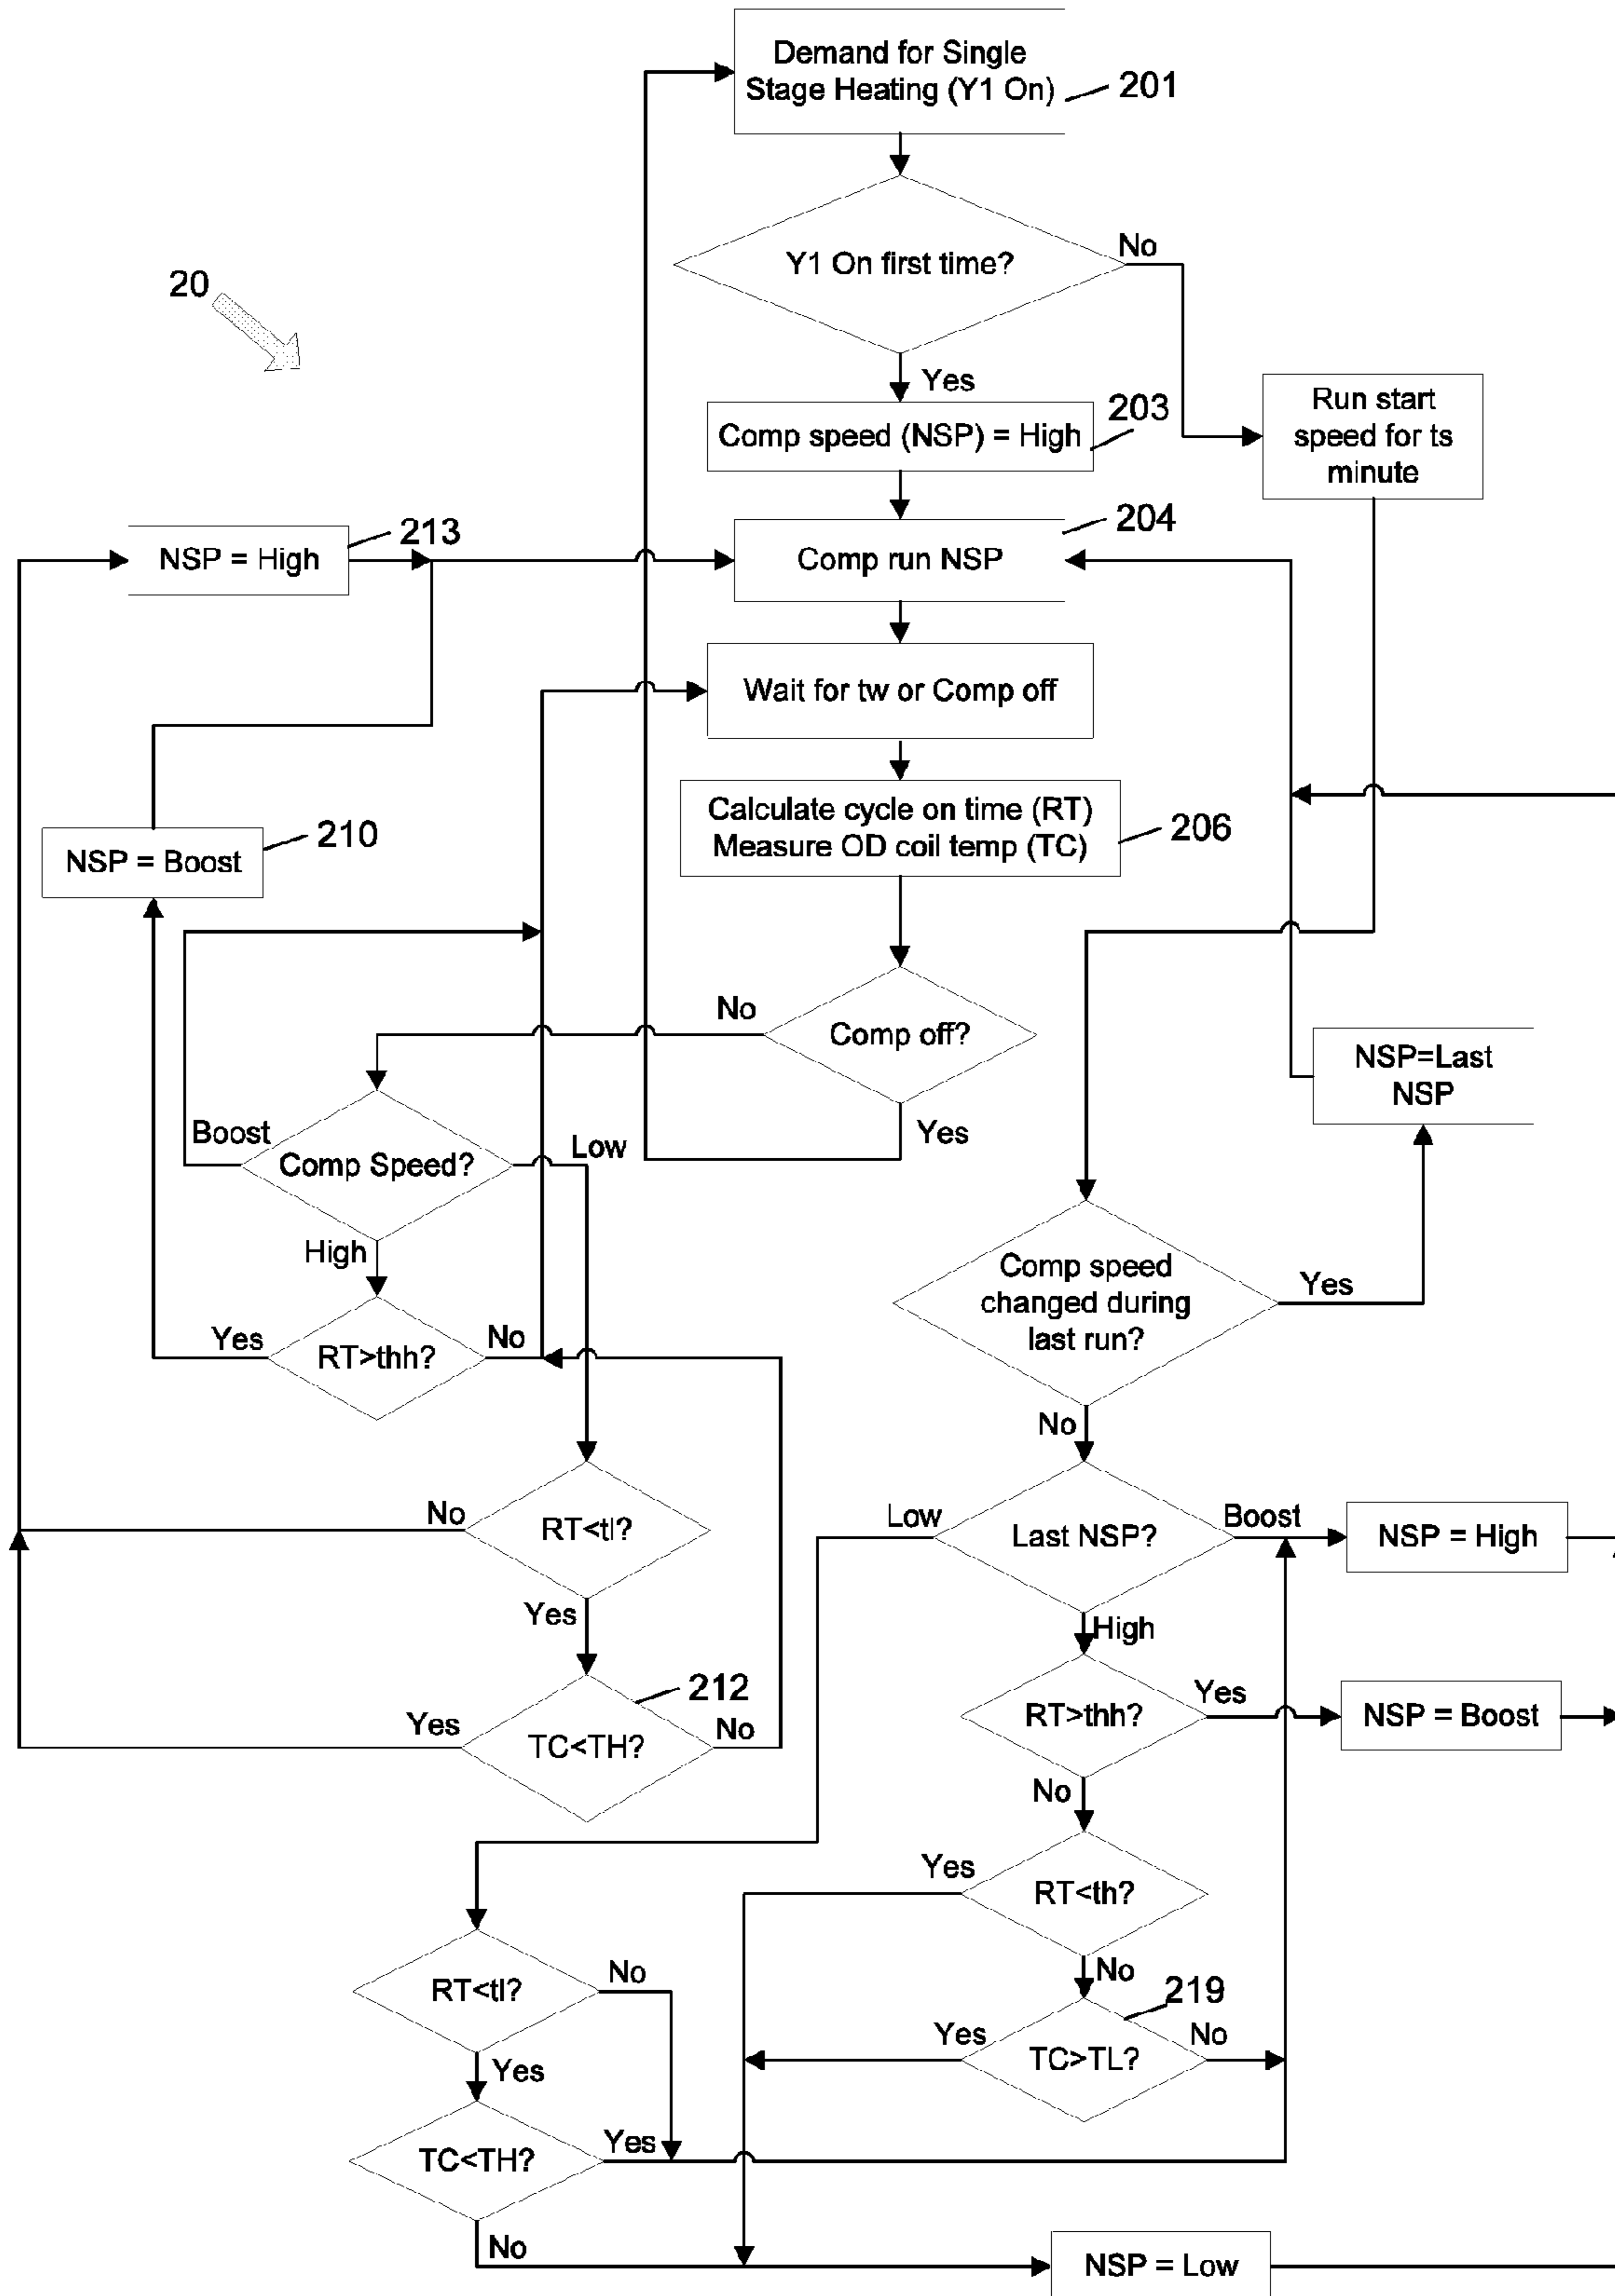 Demand for Single
Stage Heating (Y1 On)
201
Y1 On first time?
No
20
Yes
Comp speed (NSP) = High
203
Run start
speed for ts
minute
NSP = High
213
Comp run NSP
204
Wait for tw or Comp off
NSP = Boost
210
Calculate cycle on time (RT)
Measure OD coil temp (TC)
206
No
Comp off?
Yes
NSP=Last
NSP
Boost
Comp Speed?
Low
High
Comp speed
changed during
last run?
Yes
No
Yes
RT>thh?
No
No
RT<tl?
Yes
Low
Last NSP?
Boost
NSP = High
High
212
Yes
TC<TH?
No
RT>thh?
Yes
NSP = Boost
No
Yes
RT<th?
No
RT<tl?
No
Yes
219
Yes
TC>TL?
No
TC<TH?
Yes
No
NSP = Low